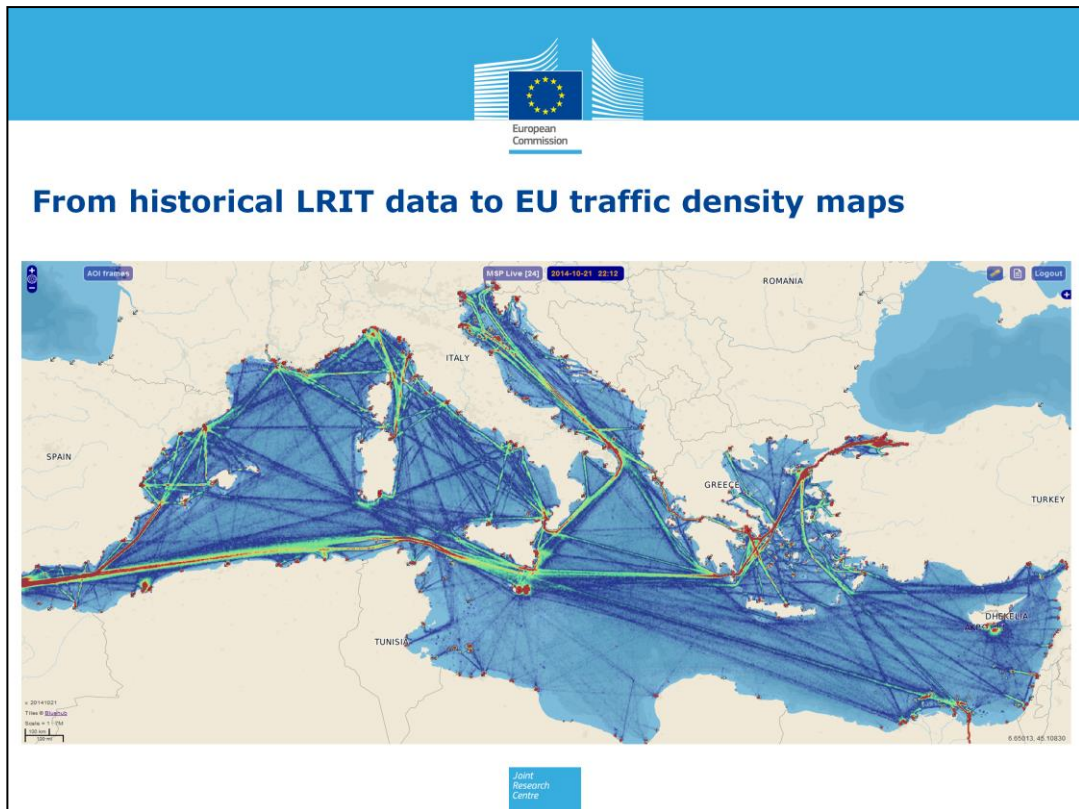 European
Commission
From historical LRIT data to EU traffic density maps
AOI frames
MSP Live [24]
2014-10-21 22:12
Logout
ROMANIA
ITALY
SPAIN
GREECE
TURKEY
DHEKELIA
TUNISIA
v 20141021
Tiles © Bluehub
100 km
6.65013, 45.10830
Joint
Research
Centre